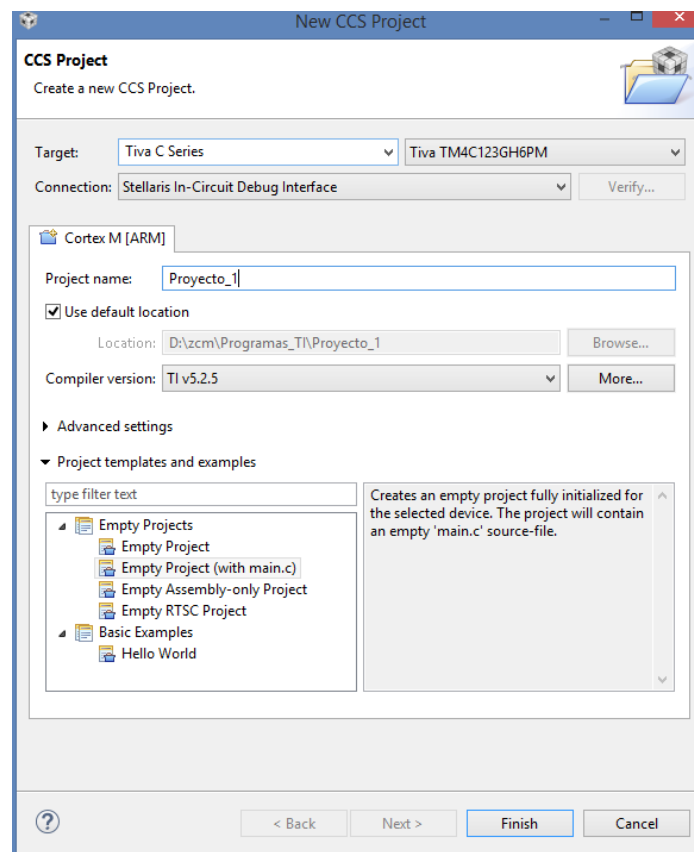 New CCS Project
CCS Project
Create a new CCS Project.
Target: Tiva C Series Tiva TM4C123GH6PM
Connection: Stellaris In-Circuit Debug Interface Verify...
Cortex M [ARM]
Project name: Proyecto_1
Use default location
Location: D:\zcm\Programas_TI\Proyecto_1 Browse...
Compiler version: TI v5.2.5 More...
Advanced settings
Project templates and examples
type filter text
Empty Projects
Empty Project
Empty Project (with main.c)
Empty Assembly-only Project
Empty RTSC Project
Basic Examples
Hello World
Creates an empty project fully initialized for
the selected device. The project will contain
an empty 'main.c' source-file.
? < Back Next > Finish Cancel